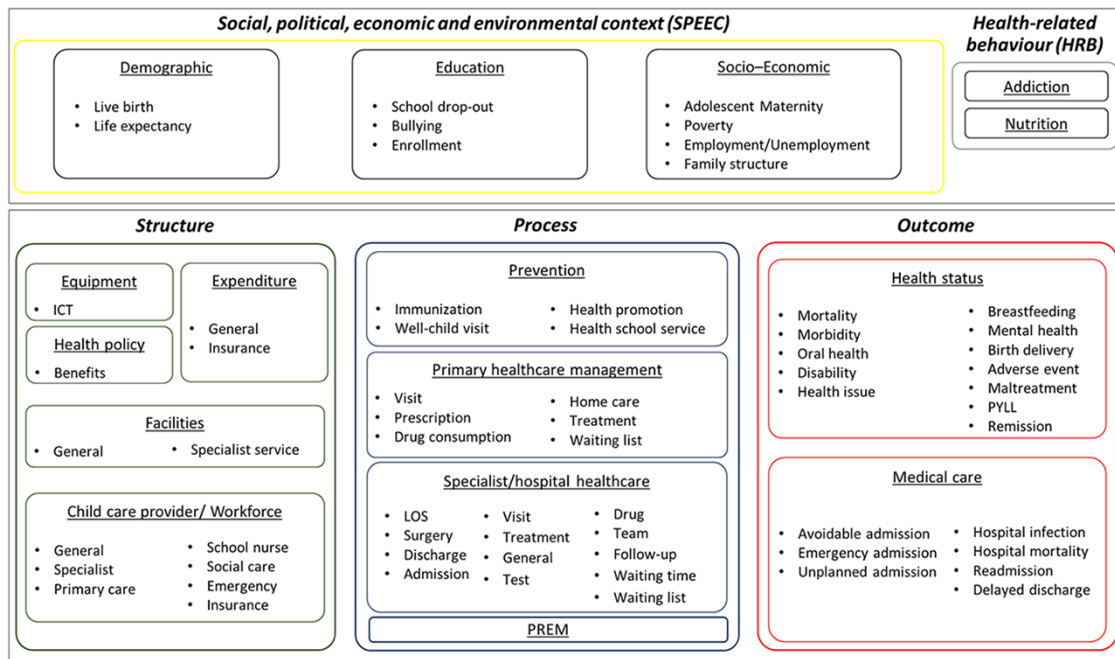 Social, political, economic and environmental context (SPEEC)
Health-related
behaviour (HRB)
Demographic
• Live birth
• Life expectancy
Education
• School drop-out
• Bullying
• Enrollment
Socio–Economic
• Adolescent Maternity
• Poverty
• Employment/Unemployment
• Family structure
Addiction
Nutrition
Structure
Equipment
• ICT
Health policy
• Benefits
Expenditure
• General
• Insurance
Facilities
• General
• Specialist service
Child care provider/ Workforce
• General
• Specialist
• Primary care
• School nurse
• Social care
• Emergency
• Insurance
Process
Prevention
• Immunization
• Well-child visit
• Health promotion
• Health school service
Primary healthcare management
• Visit
• Prescription
• Drug consumption
• Home care
• Treatment
• Waiting list
Specialist/hospital healthcare
• LOS
• Surgery
• Discharge
• Admission
• Visit
• Treatment
• General
• Test
• Drug
• Team
• Follow-up
• Waiting time
• Waiting list
PREM
Outcome
Health status
• Mortality
• Morbidity
• Oral health
• Disability
• Health issue
• Breastfeeding
• Mental health
• Birth delivery
• Adverse event
• Maltreatment
• PYLL
• Remission
Medical care
• Avoidable admission
• Emergency admission
• Unplanned admission
• Hospital infection
• Hospital mortality
• Readmission
• Delayed discharge